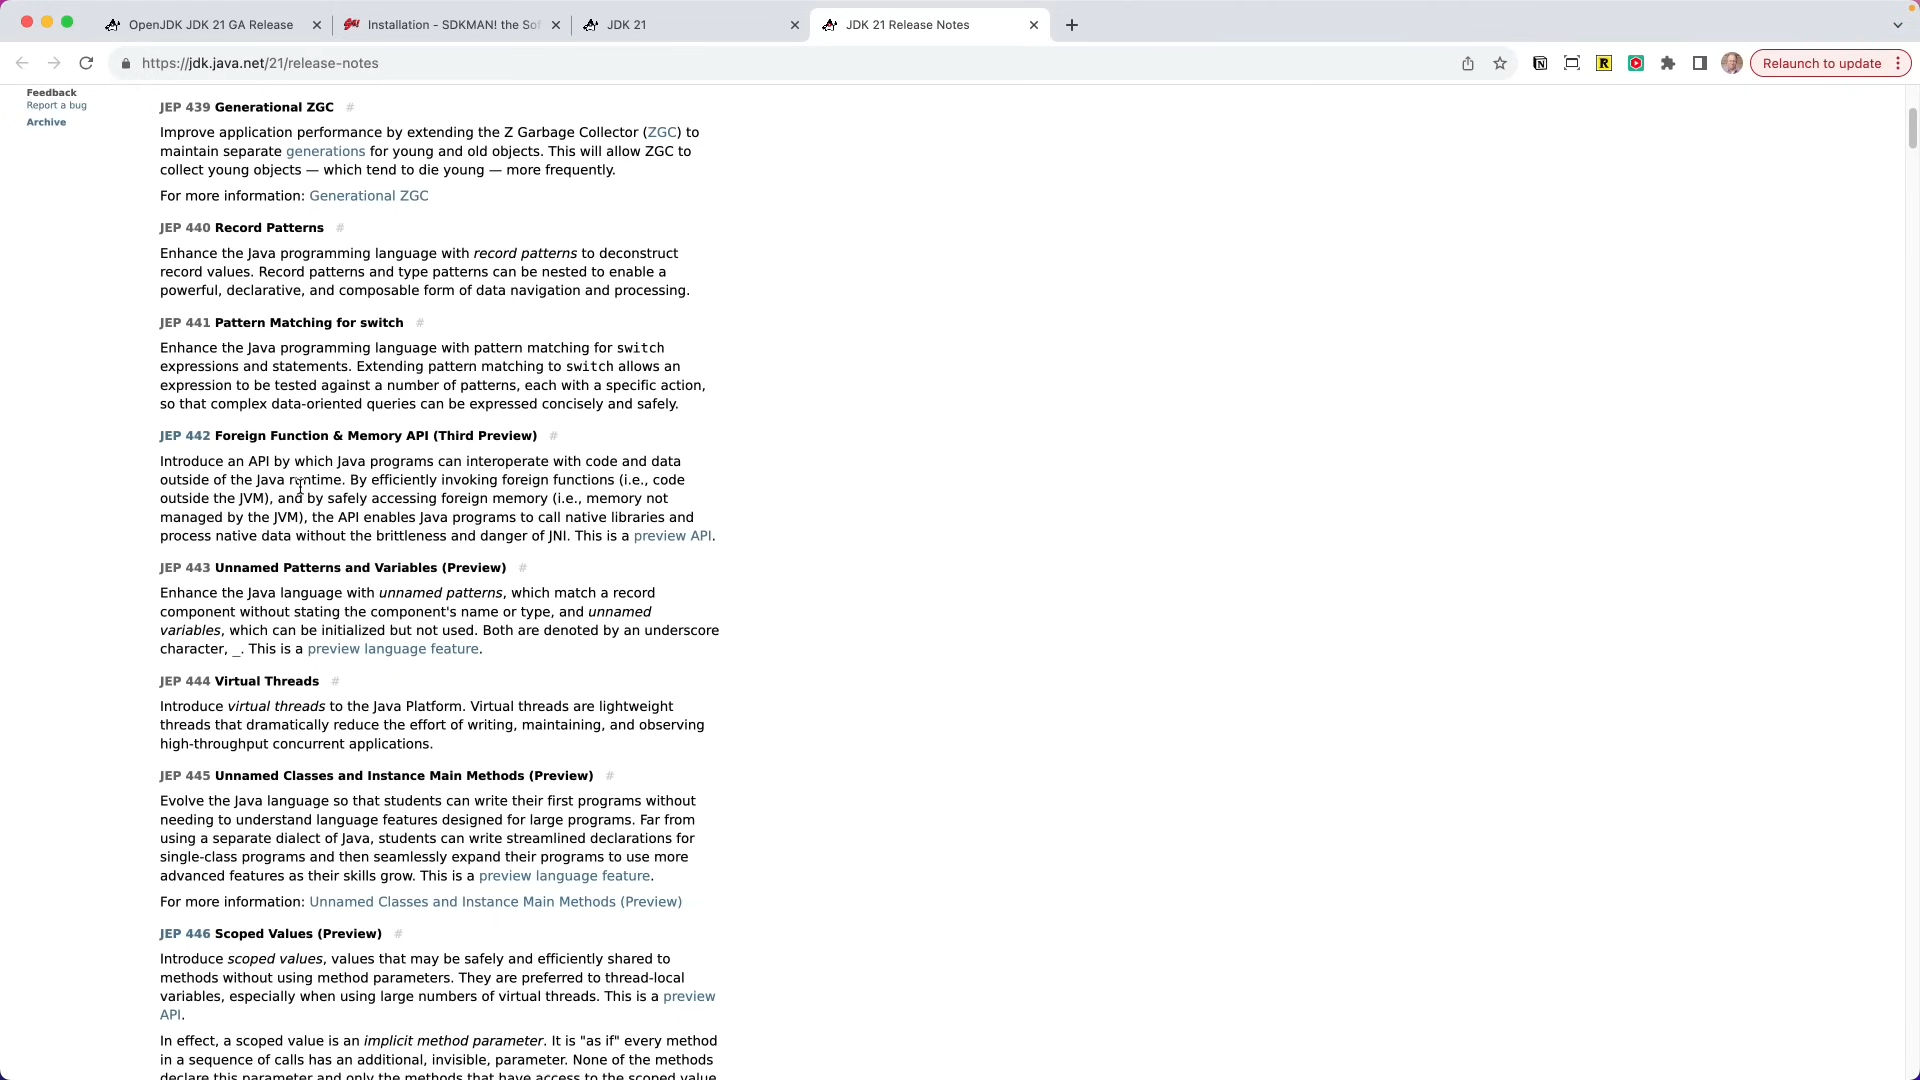 OpenJDK JDK 21 GA Release
Installation - SDKMAN! the Sof
JDK 21
JDK 21 Release Notes
https://jdk.java.net/21/release-notes
Relaunch to update
Feedback
Report a bug
Archive
JEP 439 Generational ZGC #
Improve application performance by extending the Z Garbage Collector (ZGC) to
maintain separate generations for young and old objects. This will allow ZGC to
collect young objects — which tend to die young — more frequently.
For more information: Generational ZGC
JEP 440 Record Patterns #
Enhance the Java programming language with record patterns to deconstruct
record values. Record patterns and type patterns can be nested to enable a
powerful, declarative, and composable form of data navigation and processing.
JEP 441 Pattern Matching for switch #
Enhance the Java programming language with pattern matching for switch
expressions and statements. Extending pattern matching to switch allows an
expression to be tested against a number of patterns, each with a specific action,
so that complex data-oriented queries can be expressed concisely and safely.
JEP 442 Foreign Function & Memory API (Third Preview) #
Introduce an API by which Java programs can interoperate with code and data
outside of the Java runtime. By efficiently invoking foreign functions (i.e., code
outside the JVM), and by safely accessing foreign memory (i.e., memory not
managed by the JVM), the API enables Java programs to call native libraries and
process native data without the brittleness and danger of JNI. This is a preview API.
JEP 443 Unnamed Patterns and Variables (Preview) #
Enhance the Java language with unnamed patterns, which match a record
component without stating the component's name or type, and unnamed
variables, which can be initialized but not used. Both are denoted by an underscore
character, _. This is a preview language feature.
JEP 444 Virtual Threads #
Introduce virtual threads to the Java Platform. Virtual threads are lightweight
threads that dramatically reduce the effort of writing, maintaining, and observing
high-throughput concurrent applications.
JEP 445 Unnamed Classes and Instance Main Methods (Preview) #
Evolve the Java language so that students can write their first programs without
needing to understand language features designed for large programs. Far from
using a separate dialect of Java, students can write streamlined declarations for
single-class programs and then seamlessly expand their programs to use more
advanced features as their skills grow. This is a preview language feature.
For more information: Unnamed Classes and Instance Main Methods (Preview)
JEP 446 Scoped Values (Preview) #
Introduce scoped values, values that may be safely and efficiently shared to
methods without using method parameters. They are preferred to thread-local
variables, especially when using large numbers of virtual threads. This is a preview
API.
In effect, a scoped value is an implicit method parameter. It is "as if" every method
in a sequence of calls has an additional, invisible, parameter. None of the methods
declare this parameter and only the methods that have access to the scoped value